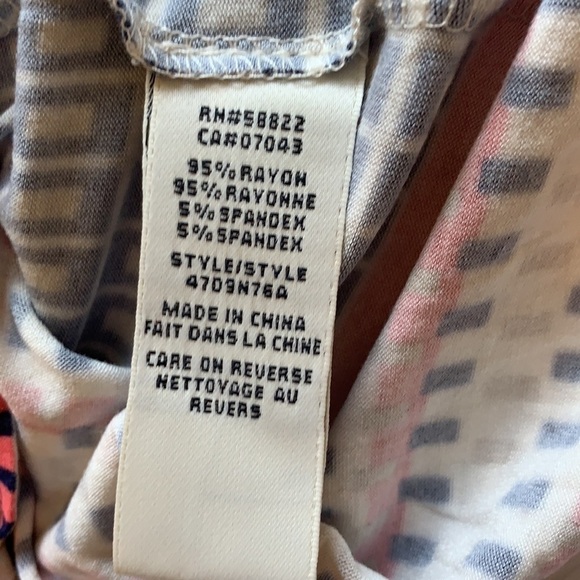 RN#58822
CA#07043
95% RAYON
95% RAYONNE
5% SPANDEX
5% SPANDEX
STYLE/STYLE
4709N76A
MADE IN CHINA
FAIT DANS LA CHINE
CARE ON REVERSE
NETTOYAGE AU
REVERS